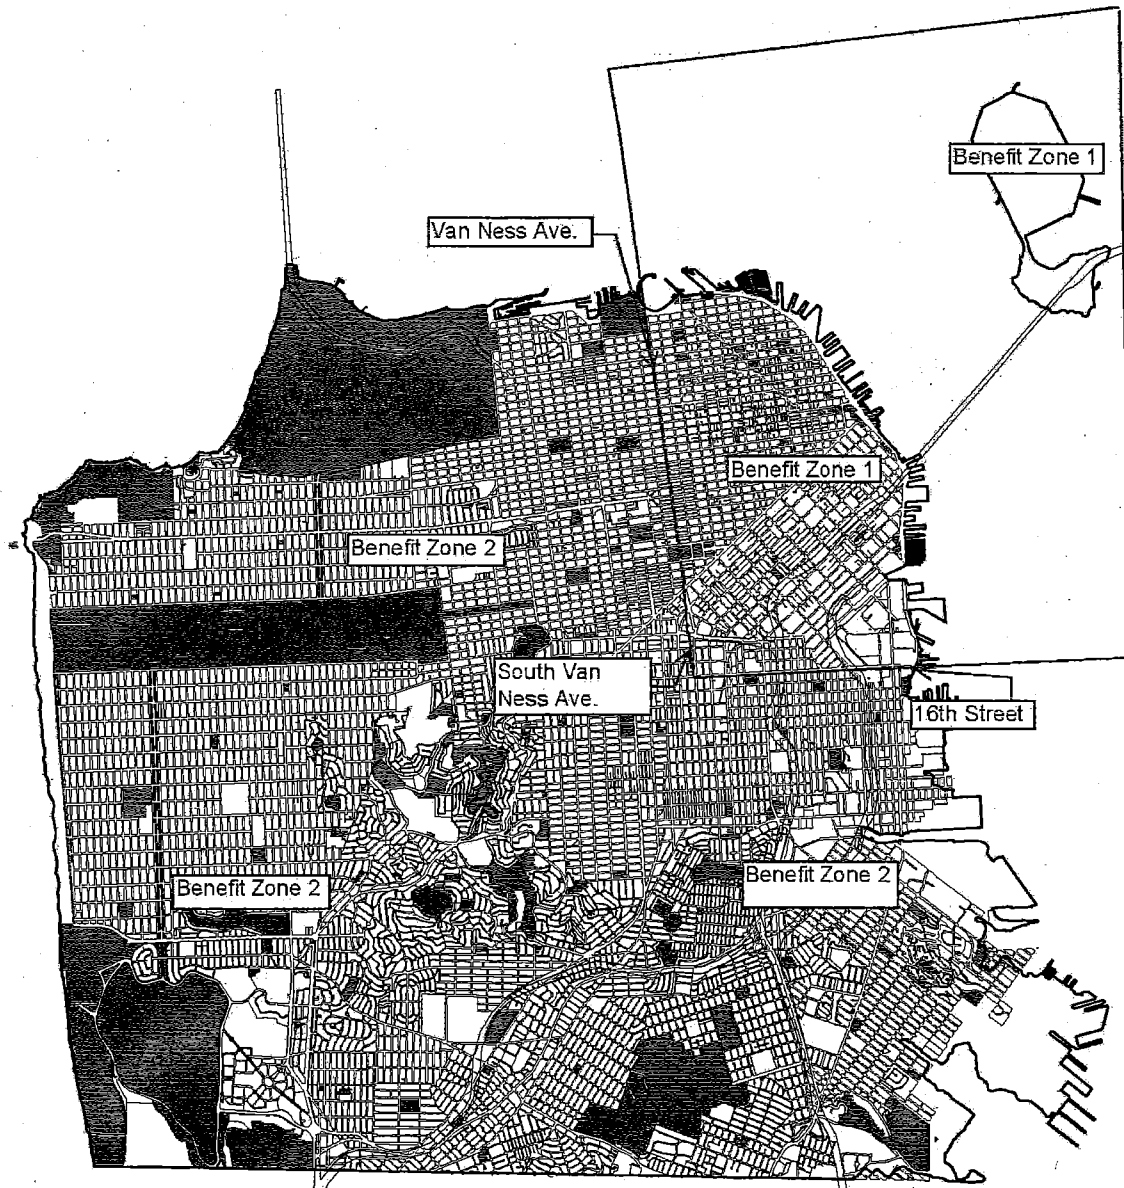 Benefit Zone 1
Van Ness Ave.
Benefit Zone 1
Benefit Zone 2
South Van
Ness Ave.
16th Street
Benefit Zone 2
Benefit Zone 2